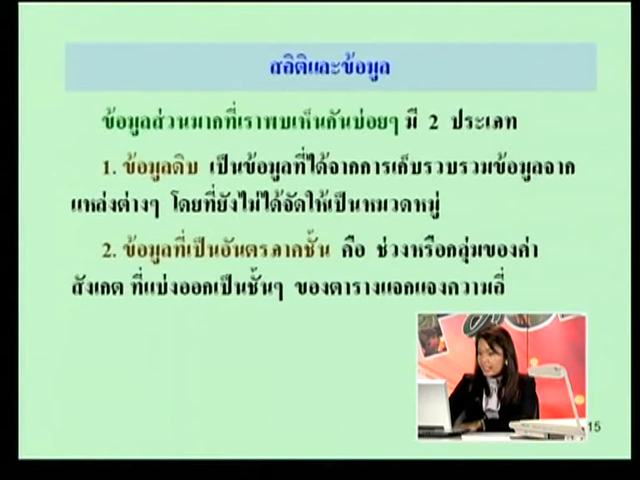 สถิติและข้อมูล
ข้อมูลส่วนมากที่เราพบเห็นกันบ่อยๆ มี 2 ประเภท
1. ข้อมูลดิบ เป็นข้อมูลที่ได้จากการเก็บรวบรวมข้อมูลจาก
แหล่งต่างๆ โดยที่ยังไม่ได้จัดให้เป็นหมวดหมู่
2. ข้อมูลที่เป็นอันตรภาคชั้น คือ ช่วงหรือกลุ่มของค่า
สังเกต ที่แบ่งออกเป็นชั้นๆ ของตารางแจกแจงความถี่
15